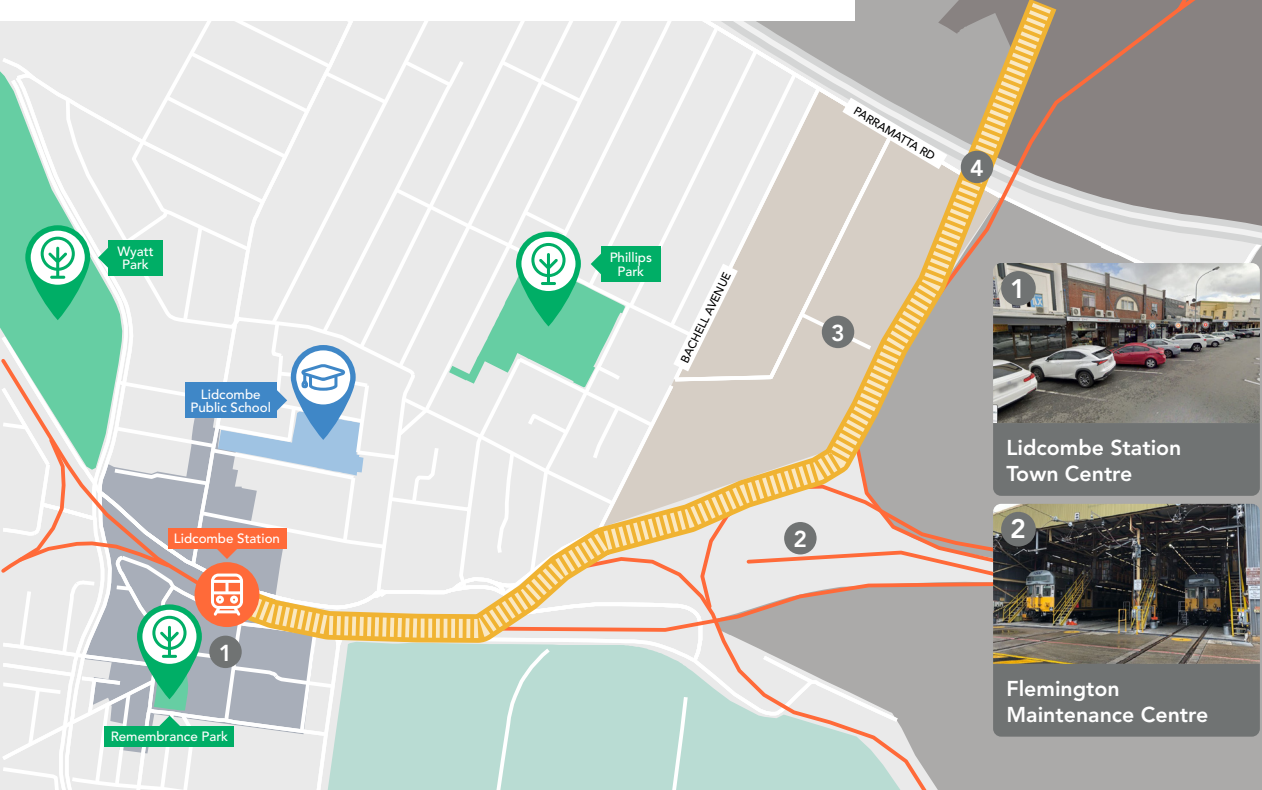 PARRAMATTA RD
4
Wyatt
Park
Phillips
Park
BACHELL AVENUE
3
1
Lidcombe
Public School
Lidcombe Station
Town Centre
2
Lidcombe Station
2
1
Flemington
Maintenance Centre
Remembrance Park